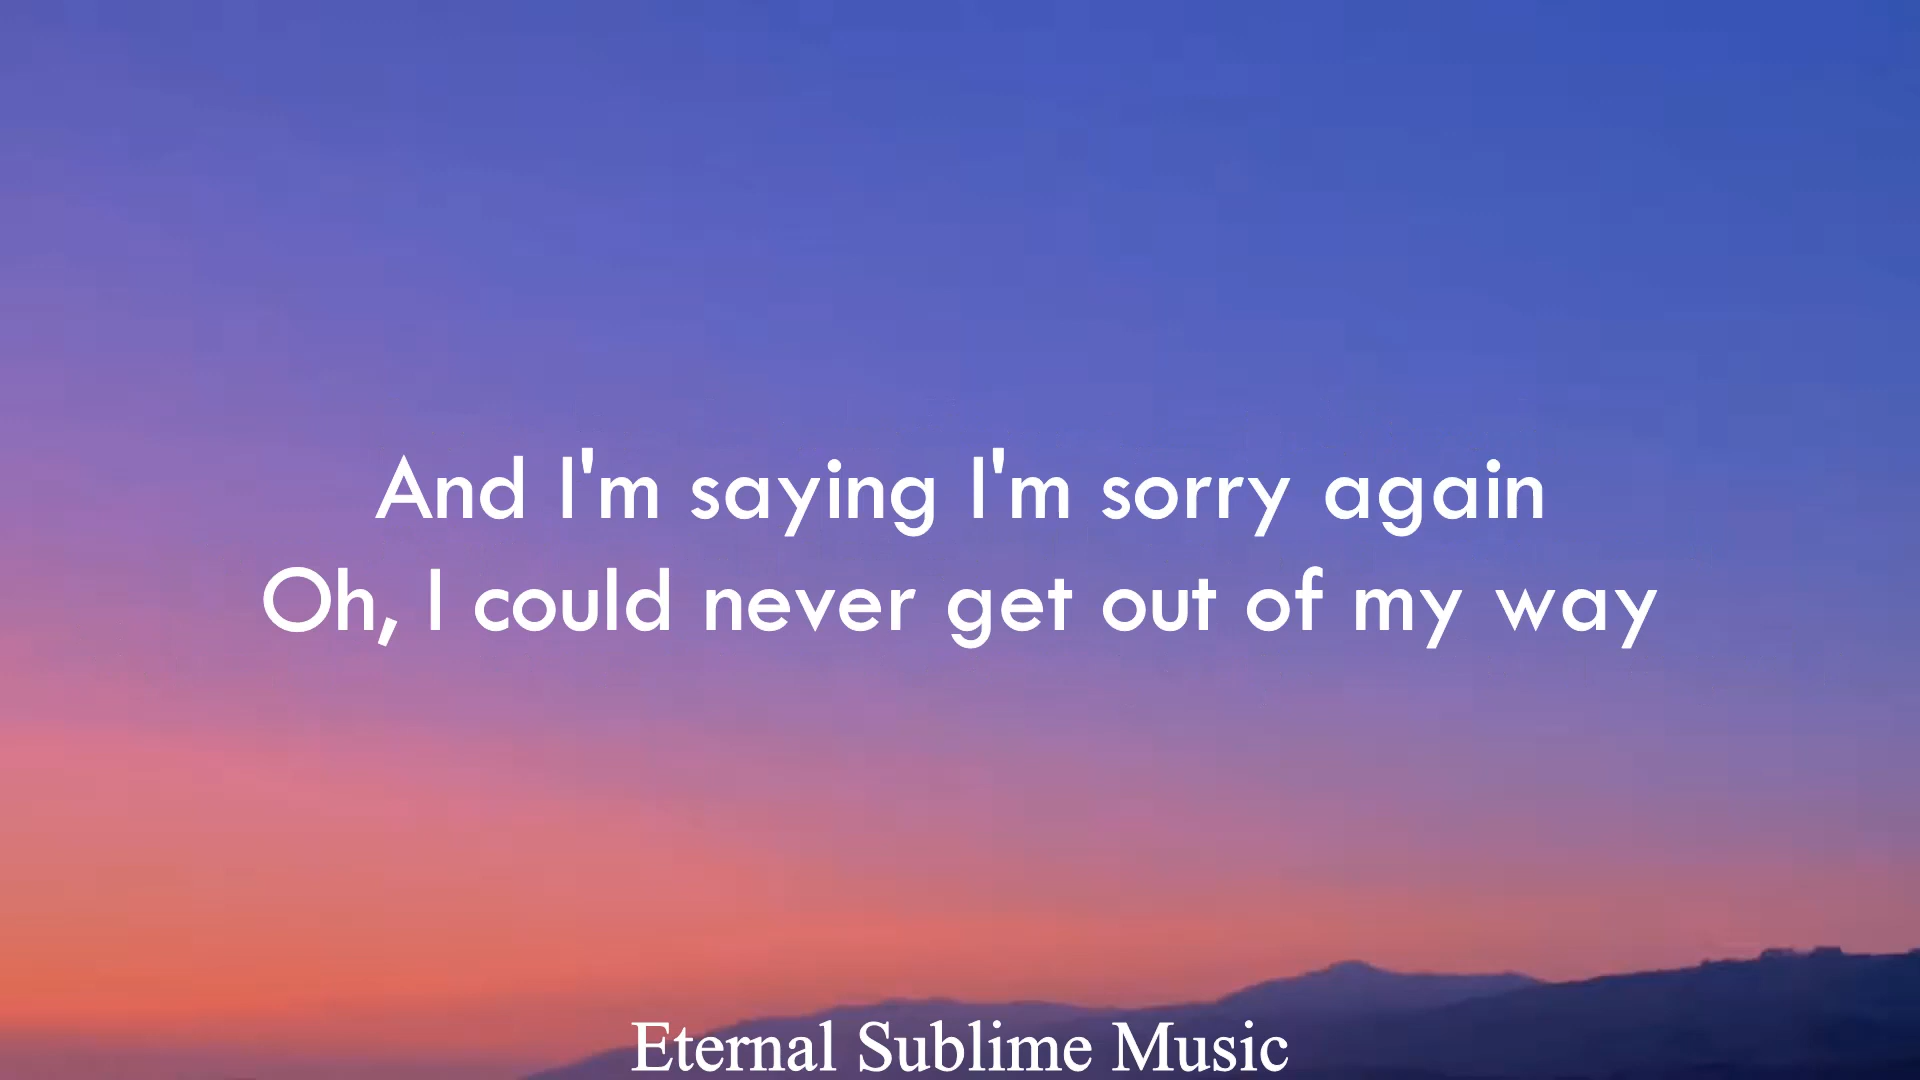 And I'm saying I'm sorry again
Oh, I could never get out of my way
Eternal Sublime Music